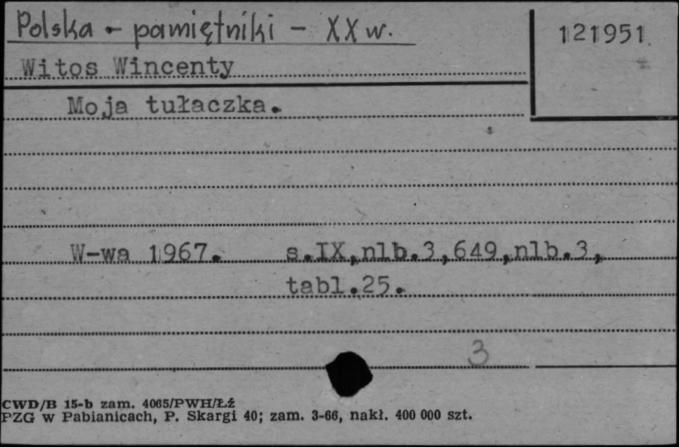 Polska - pamiętniki - XX w.
121951
Witos Wincenty
Moja tułaczka.
W-wa 1967. s.IX,nlb.3,649,nlb.3,
tabl.25.
3
CWD/B 15-b zam. 4065/PWH/Łź
PZG w Pabianicach, P. Skargi 40; zam. 3-66, nakł. 400 000 szt.